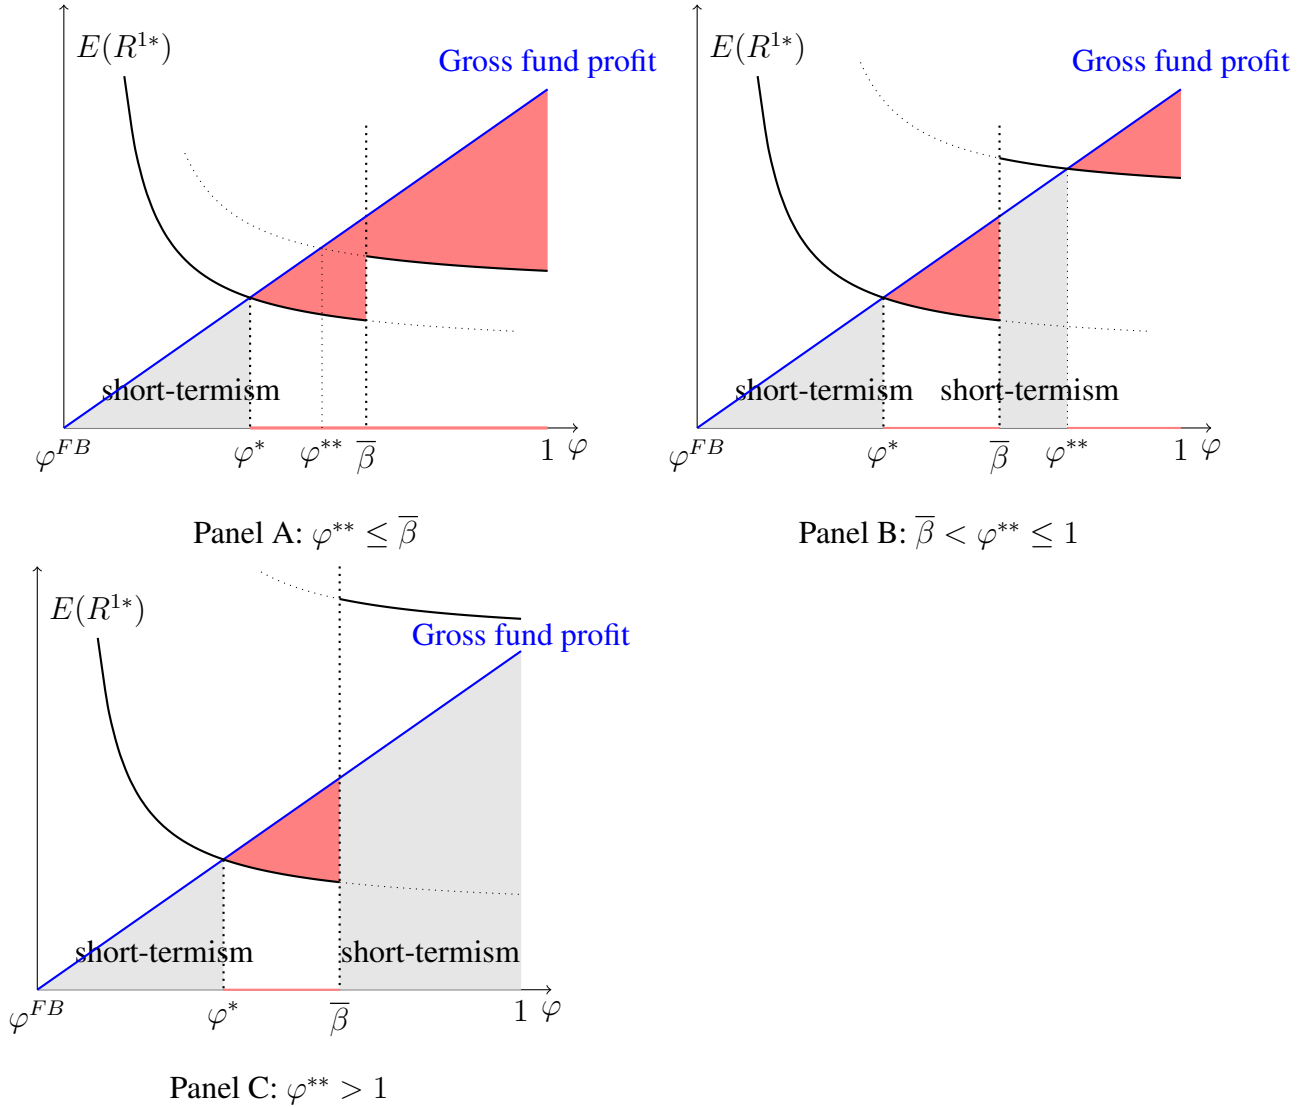 E(R^{1*})
Gross fund profit
short-termism
φ^{FB}
φ^*
φ^{**}
β̅
1
φ
Panel A: φ^{**} ≤ β̅
E(R^{1*})
Gross fund profit
short-termism
short-termism
φ^{FB}
φ^*
β̅
φ^{**}
1
φ
Panel B: β̅ < φ^{**} ≤ 1
E(R^{1*})
Gross fund profit
short-termism
short-termism
φ^{FB}
φ^*
β̅
1
φ
Panel C: φ^{**} > 1